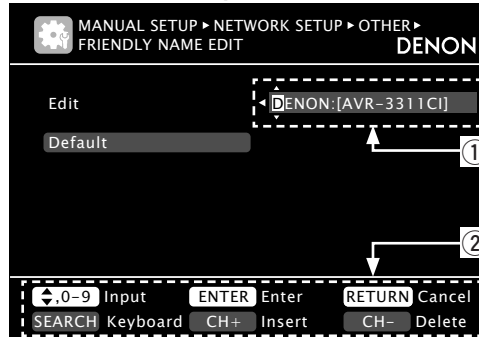 MANUAL SETUP ▸ NETWORK SETUP ▸ OTHER ▸
FRIENDLY NAME EDIT
DENON
Edit
DENON:[AVR-3311CI]
Default
①
②
,0-9 Input ENTER Enter RETURN Cancel
SEARCH Keyboard CH+ Insert CH- Delete